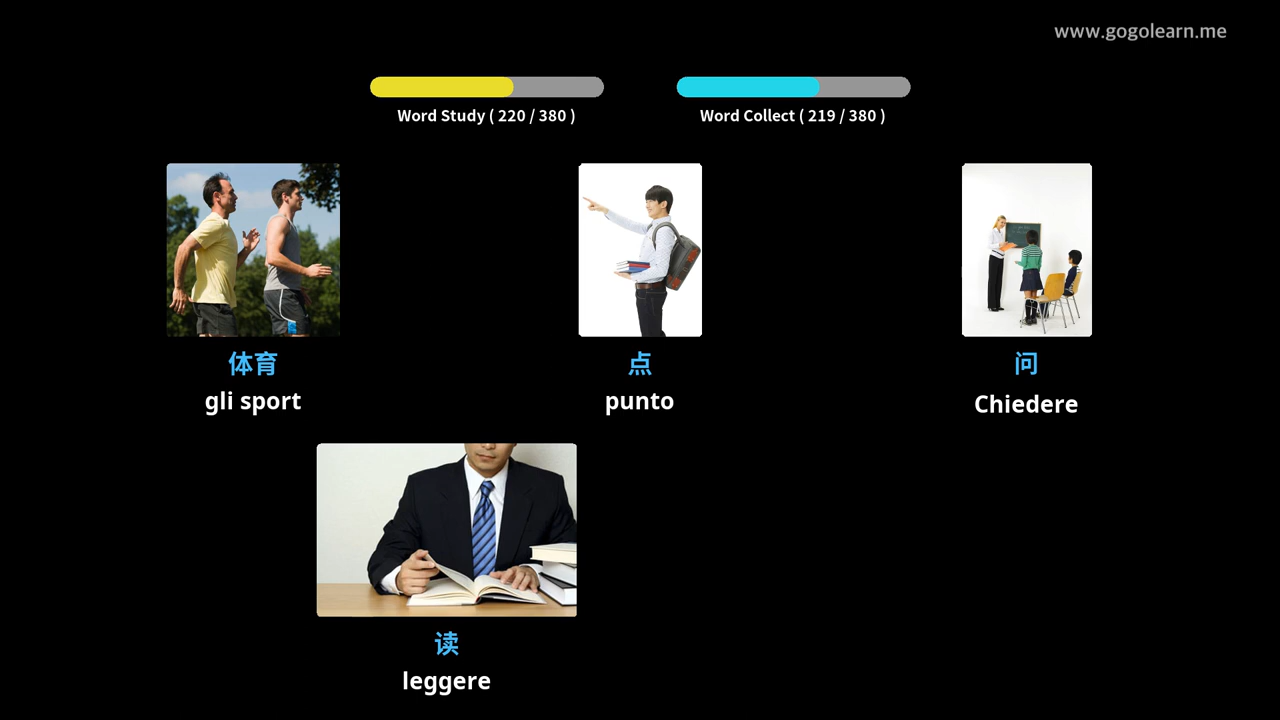 www.gogolearn.me
Word Study ( 220 / 380 )
Word Collect ( 219 / 380 )
体育
gli sport
点
punto
问
Chiedere
读
leggere